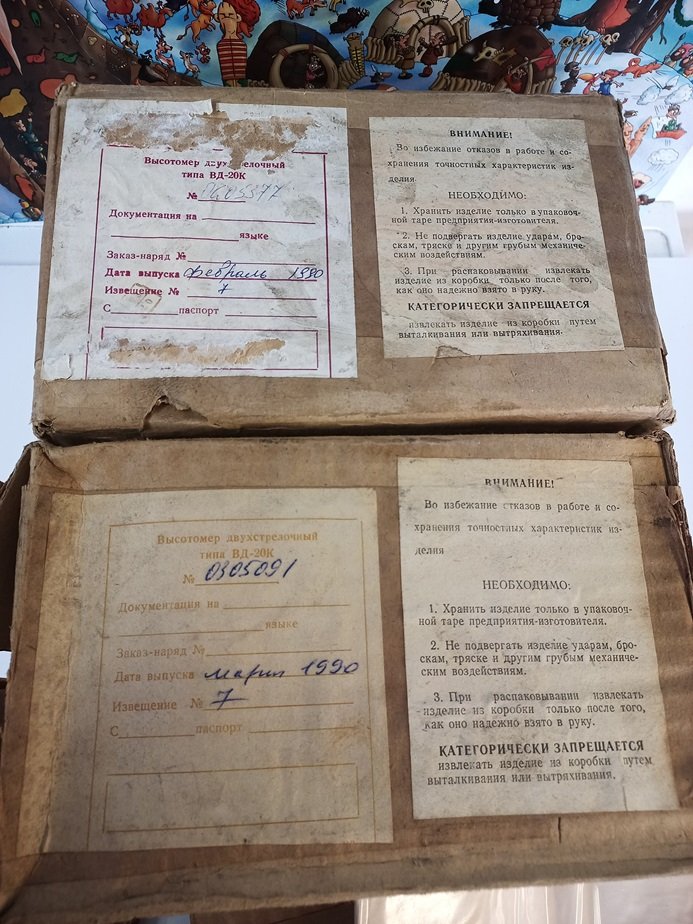 Высотомер двухстрелочный
типа ВД-20К
№
Документация на
языке
Заказ-наряд №
Дата выпуска февраль 1990
Извещение № 7
С паспорт
ВНИМАНИЕ!
Во избежание отказов в работе и со-
хранения точностных характеристик из-
делия
НЕОБХОДИМО:
1. Хранить изделие только в упаковоч-
ной таре предприятия-изготовителя.
2. Не подвергать изделие ударам, бро-
скам, тряске и другим грубым механиче-
ским воздействиям.
3. При распаковывании извлекать
изделие из коробки только после того,
как оно надежно взято в руку.
КАТЕГОРИЧЕСКИ ЗАПРЕЩАЕТСЯ
извлекать изделие из коробки путем
выталкивания или вытряхивания.
Высотомер двухстрелочный
типа ВД-20К
№ 0305091
Документация на
языке
Заказ-наряд №
Дата выпуска март 1990
Извещение № 7
С паспорт
ВНИМАНИЕ!
Во избежание отказов в работе и со-
хранения точностных характеристик из-
делия
НЕОБХОДИМО:
1. Хранить изделие только в упаковоч-
ной таре предприятия-изготовителя.
2. Не подвергать изделие ударам, бро-
скам, тряске и другим грубым механиче-
ским воздействиям.
3. При распаковывании извлекать
изделие из коробки только после того,
как оно надежно взято в руку.
КАТЕГОРИЧЕСКИ ЗАПРЕЩАЕТСЯ
извлекать изделие из коробки путем
выталкивания или вытряхивания.